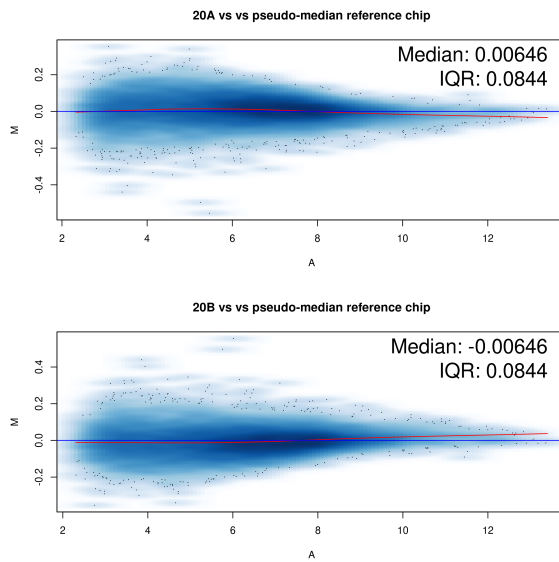 20A vs vs pseudo-median reference chip
Median: 0.00646
IQR: 0.0844
0.2
0.0
-0.2
-0.4
M
2 4 6 8 10 12
A
20B vs vs pseudo-median reference chip
Median: -0.00646
IQR: 0.0844
0.4
0.2
0.0
-0.2
M
2 4 6 8 10 12
A